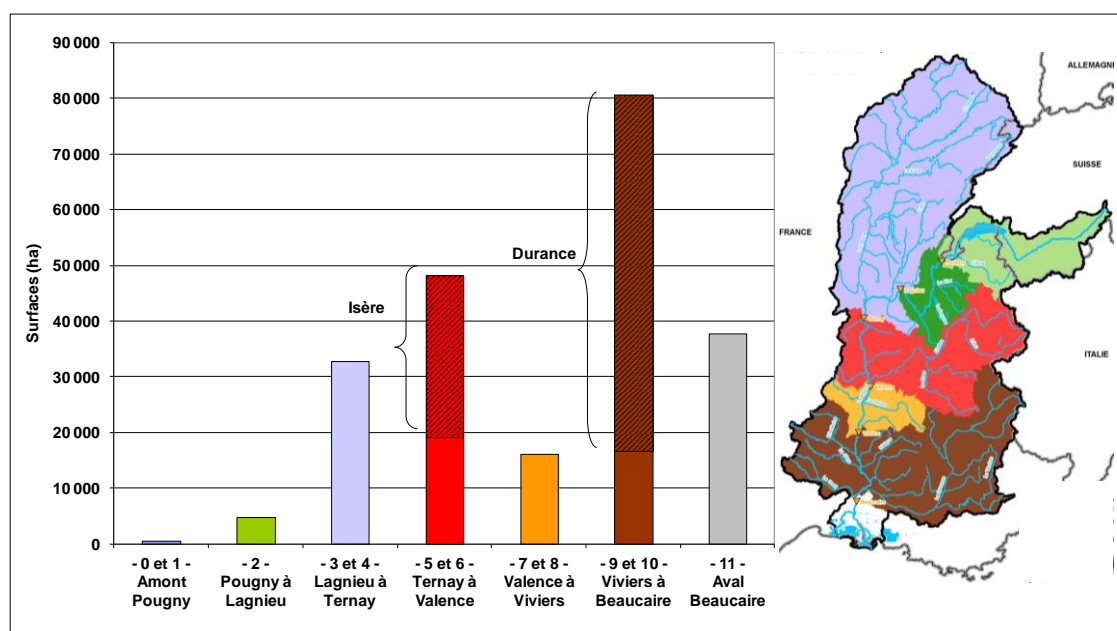 Surfaces (ha)
90 000
80 000
70 000
60 000
50 000
40 000
30 000
20 000
10 000
0
Isère
Durance
- 0 et 1 -
Amont
Pougny
- 2 -
Pougny à
Lagnieu
- 3 et 4 -
Lagnieu à
Ternay
- 5 et 6 -
Ternay à
Valence
- 7 et 8 -
Valence à
Viviers
- 9 et 10 -
Viviers à
Beaucaire
- 11 -
Aval
Beaucaire
ALLEMAGNE
SUISSE
FRANCE
ITALIE